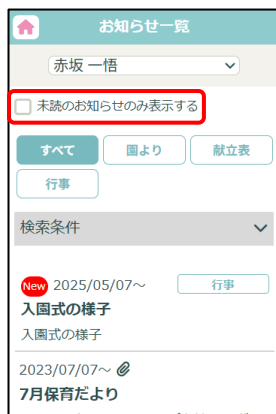 お知らせ一覧
赤坂 一悟
未読のお知らせのみ表示する
すべて 園より 献立表
行事
検索条件
New 2025/05/07～ 行事
入園式の様子
入園式の様子
2023/07/07～
7月保育だより